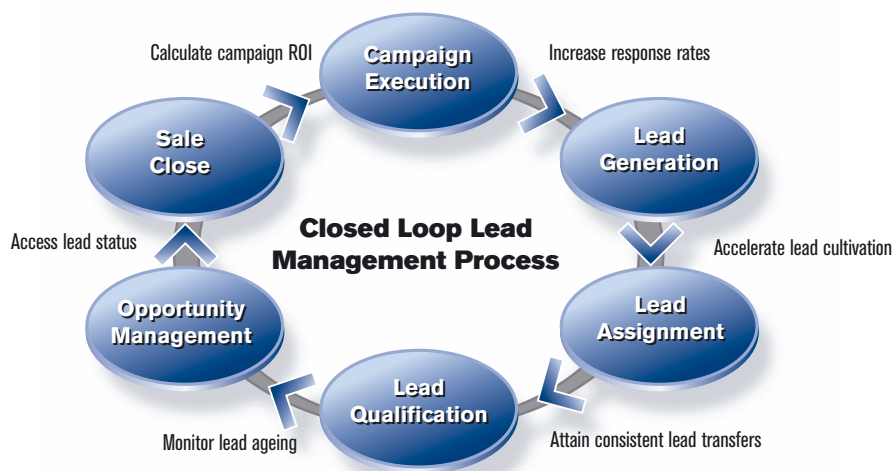 Calculate campaign ROI
Campaign
Execution
Increase response rates
Sale
Close
Lead
Generation
Closed Loop Lead
Management Process
Access lead status
Accelerate lead cultivation
Opportunity
Management
Lead
Assignment
Lead
Qualification
Monitor lead ageing
Attain consistent lead transfers